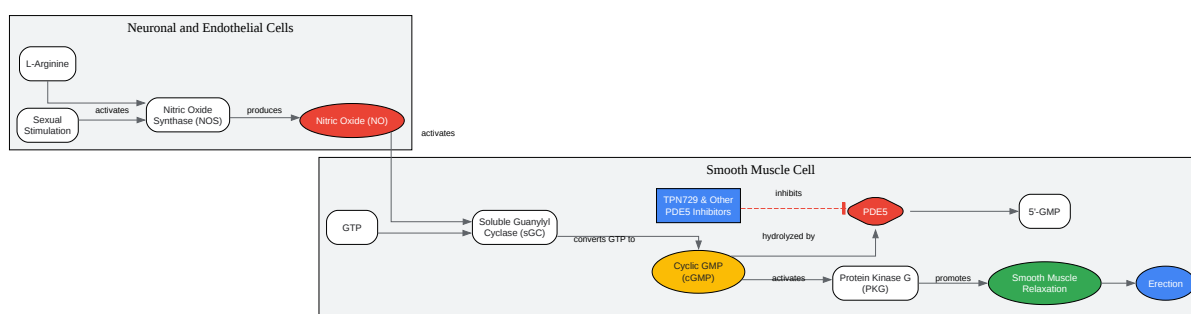 Neuronal and Endothelial Cells
L-Arginine
Sexual
Stimulation
activates
Nitric Oxide
Synthase (NOS)
produces
Nitric Oxide (NO)
activates
Smooth Muscle Cell
GTP
Soluble Guanylyl
Cyclase (sGC)
converts GTP to
TPN729 & Other
PDE5 Inhibitors
inhibits
PDE5
5'-GMP
hydrolyzed by
Cyclic GMP
(cGMP)
activates
Protein Kinase G
(PKG)
promotes
Smooth Muscle
Relaxation
Erection